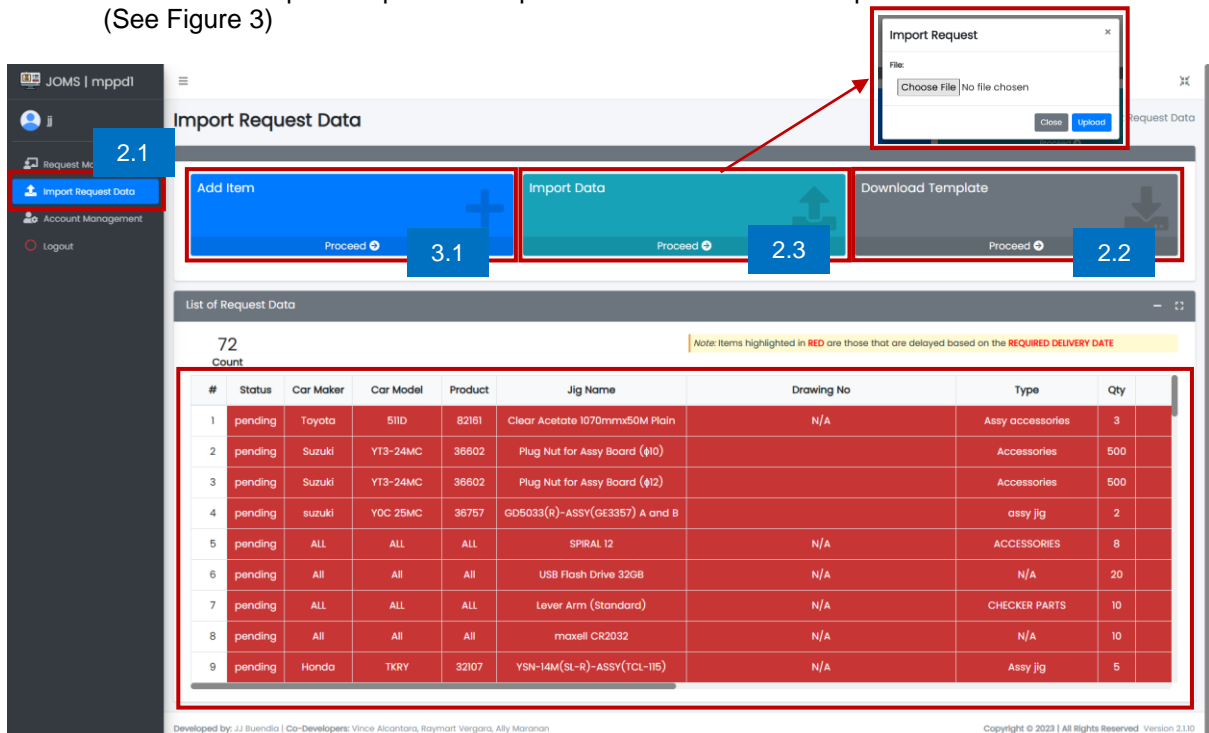 (See Figure 3)
Import Request ×
File:
Choose File No file chosen
Close Upload
JOMS | mppd1
jj
2.1
Request
Import Request Data
Account Management
Logout
Import Request Data
Request Data
Add Item
Proceed
3.1
Import Data
Proceed
2.3
Download Template
Proceed
2.2
List of Request Data
72
Count
Note: Items highlighted in RED are those that are delayed based on the REQUIRED DELIVERY DATE
# Status Car Maker Car Model Product Jig Name Drawing No Type Qty
1 pending Toyota 511D 82161 Clear Acetate 1070mmx50M Plain N/A Assy accessories 3
2 pending Suzuki YT3-24MC 36602 Plug Nut for Assy Board (ϕ10) Accessories 500
3 pending Suzuki YT3-24MC 36602 Plug Nut for Assy Board (ϕ12) Accessories 500
4 pending suzuki Y0C 25MC 36757 GD5033(R)-ASSY(GE3357) A and B assy jig 2
5 pending ALL ALL ALL SPIRAL 12 N/A ACCESSORIES 8
6 pending All All All USB Flash Drive 32GB N/A N/A 20
7 pending ALL ALL ALL Lever Arm (Standard) N/A CHECKER PARTS 10
8 pending All All All maxell CR2032 N/A N/A 10
9 pending Honda TKRY 32107 YSN-14M(SL-R)-ASSY(TCL-115) N/A Assy jig 5
Developed by: JJ Buendia | Co-Developers: Vince Alcantara, Raymart Vergara, Ally Maranan
Copyright © 2023 | All Rights Reserved Version 2.1.10